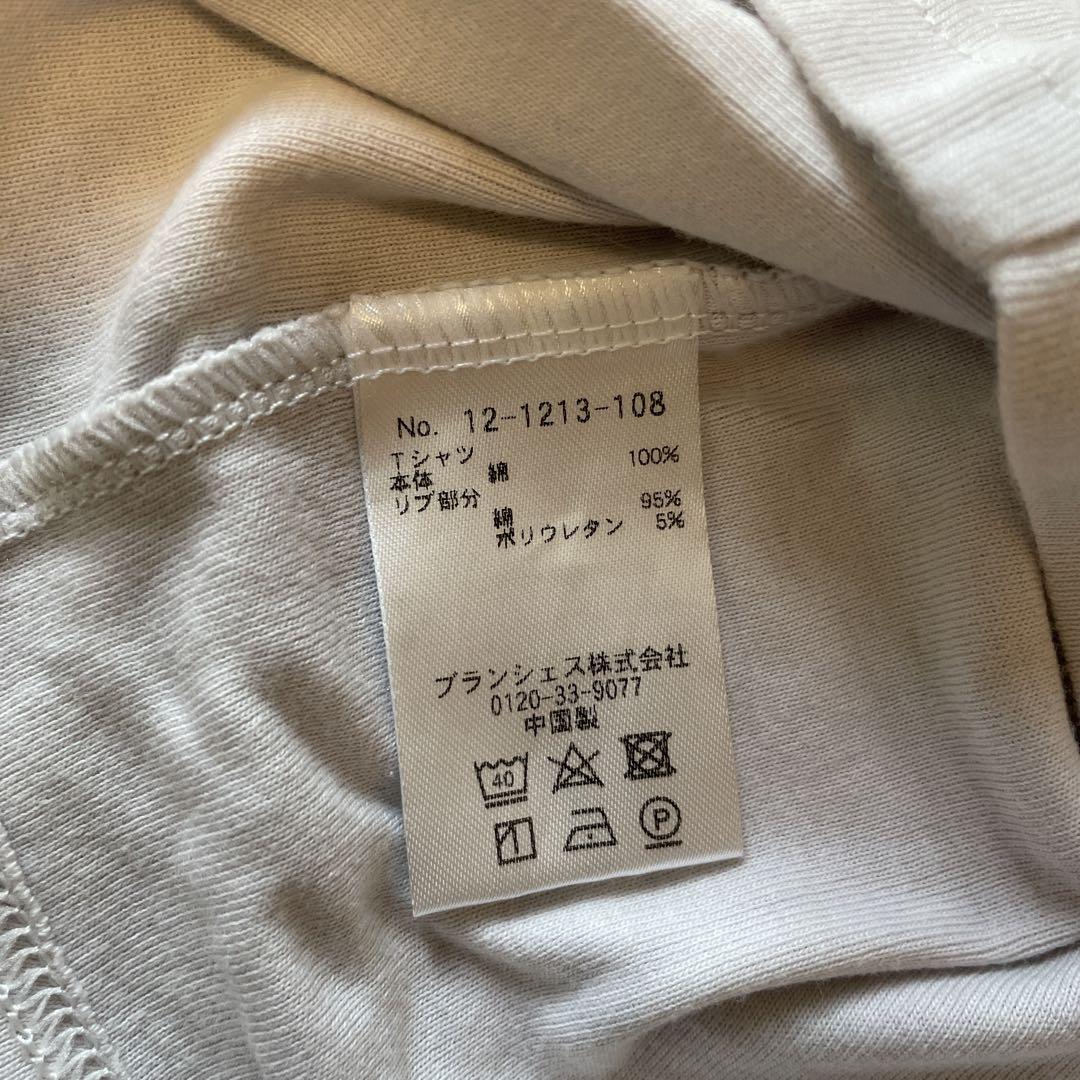 No. 12-1213-108
Tシャツ
本体 綿 100%
リブ部分
綿 95%
ポリウレタン 5%
ブランシェス株式会社
0120-33-9077
中国製
40
P